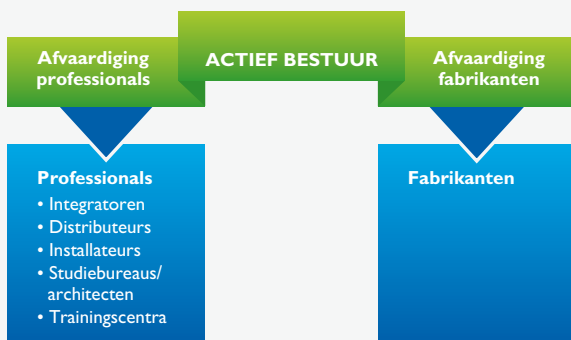 Afvaardiging
professionals
ACTIEF BESTUUR
Afvaardiging
fabrikanten
Professionals
• Integratoren
• Distributeurs
• Installateurs
• Studiebureaus/
architecten
• Trainingscentra
Fabrikanten